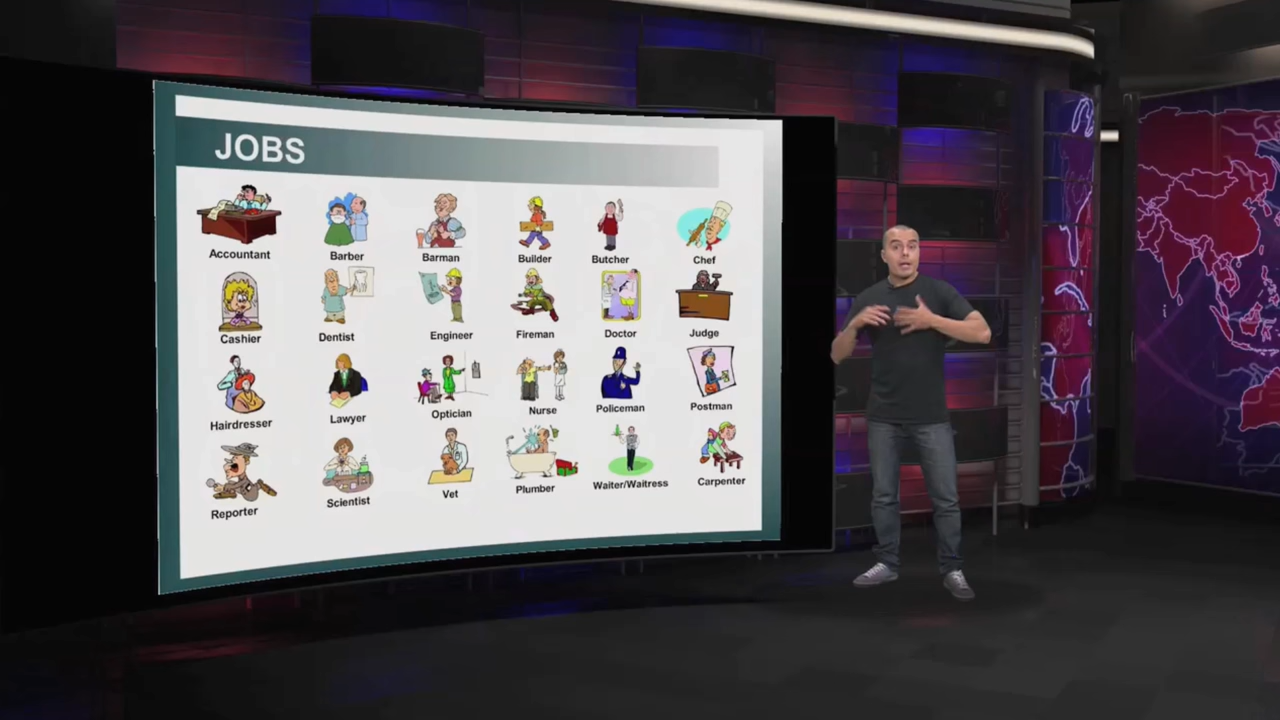 JOBS
Accountant
Barber
Barman
Builder
Butcher
Chef
Cashier
Dentist
Engineer
Fireman
Doctor
Judge
Hairdresser
Lawyer
Optician
Nurse
Policeman
Postman
Reporter
Scientist
Vet
Plumber
Waiter/Waitress
Carpenter